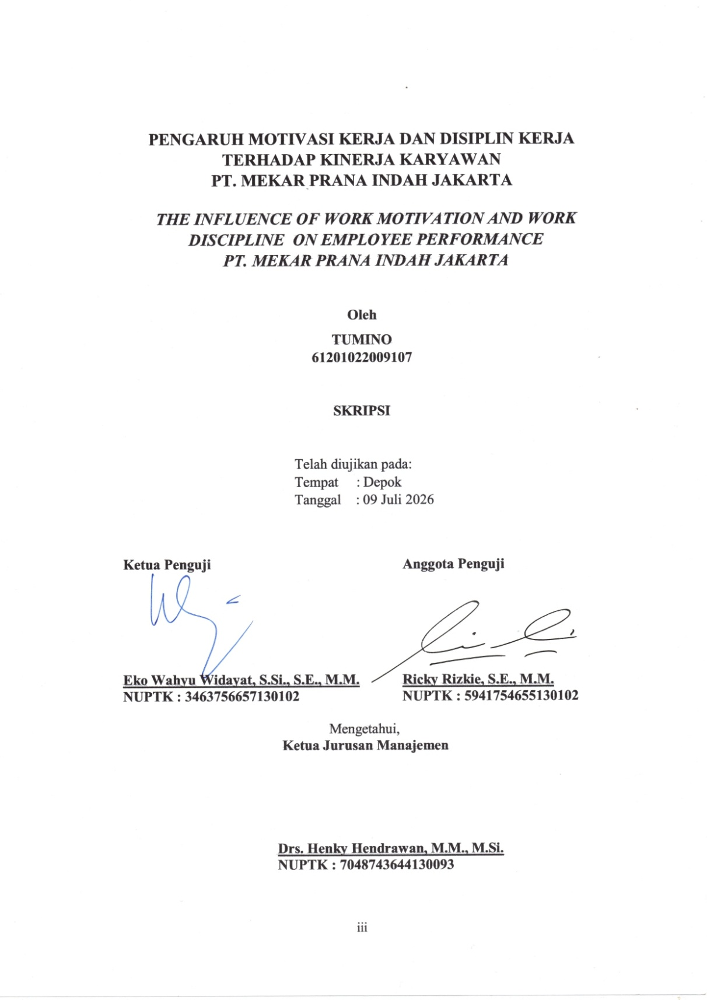 PENGARUH MOTIVASI KERJA DAN DISIPLIN KERJA
TERHADAP KINERJA KARYAWAN
PT. MEKAR PRANA INDAH JAKARTA
THE INFLUENCE OF WORK MOTIVATION AND WORK
DISCIPLINE ON EMPLOYEE PERFORMANCE
PT. MEKAR PRANA INDAH JAKARTA
Oleh
TUMINO
61201022009107
SKRIPSI
Telah diujikan pada:
Tempat : Depok
Tanggal : 09 Juli 2026
Ketua Penguji
Anggota Penguji
Eko Wahyu Widayat, S.Si., S.E., M.M.
NUPTK : 3463756657130102
Ricky Rizkie, S.E., M.M.
NUPTK : 5941754655130102
Mengetahui,
Ketua Jurusan Manajemen
Drs. Henky Hendrawan, M.M., M.Si.
NUPTK : 7048743644130093
iii